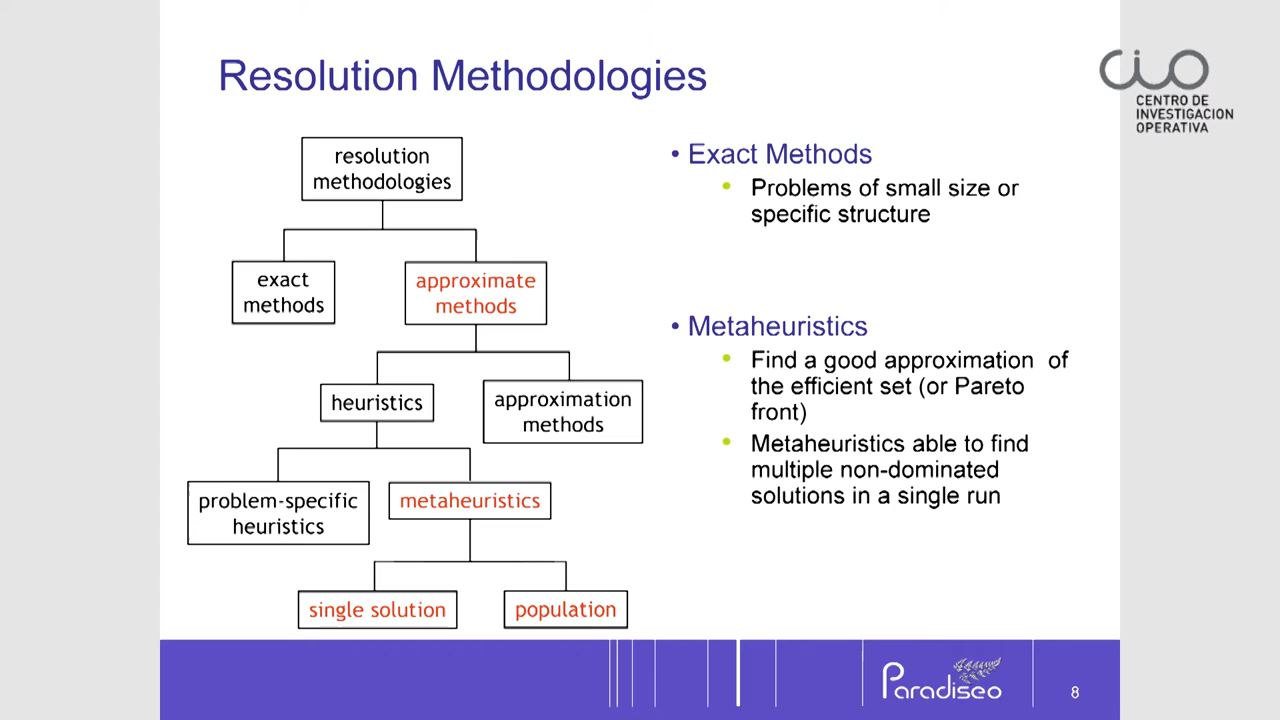 Resolution Methodologies
CIO
CENTRO DE
INVESTIGACION
OPERATIVA
resolution
methodologies
exact
methods
approximate
methods
heuristics
approximation
methods
problem-specific
heuristics
metaheuristics
single solution
population
• Exact Methods
• Problems of small size or
specific structure
• Metaheuristics
• Find a good approximation of
the efficient set (or Pareto
front)
• Metaheuristics able to find
multiple non-dominated
solutions in a single run
Paradiseo
8